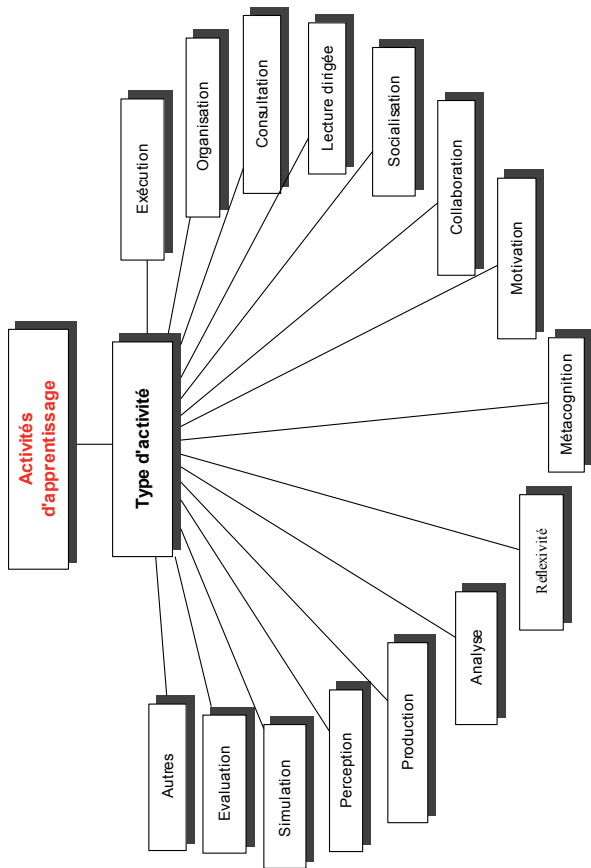 Activités
d'apprentissage
Type d'activité
Autres
Evaluation
Simulation
Perception
Production
Analyse
Reflexivité
Métacognition
Motivation
Collaboration
Socialisation
Lecture dirigée
Consultation
Organisation
Exécution